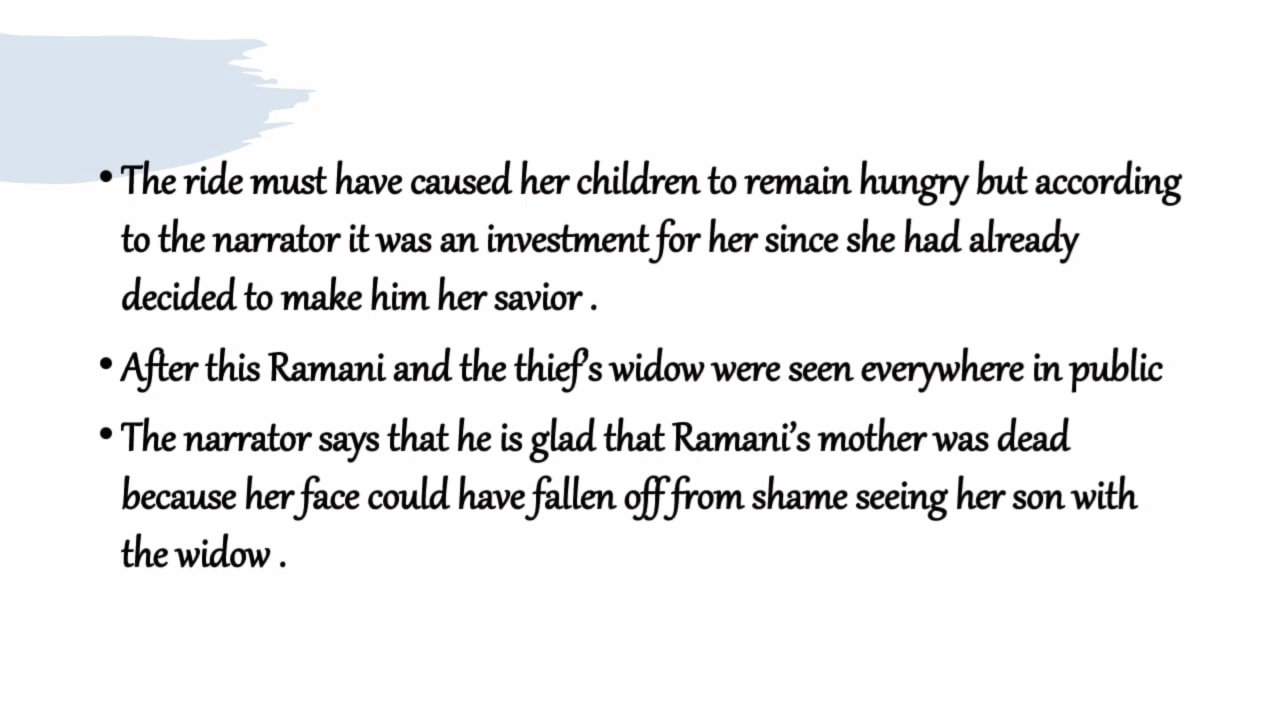 • The ride must have caused her children to remain hungry but according
to the narrator it was an investment for her since she had already
decided to make him her savior .
• After this Ramani and the thief's widow were seen everywhere in public
• The narrator says that he is glad that Ramani's mother was dead
because her face could have fallen off from shame seeing her son with
the widow .